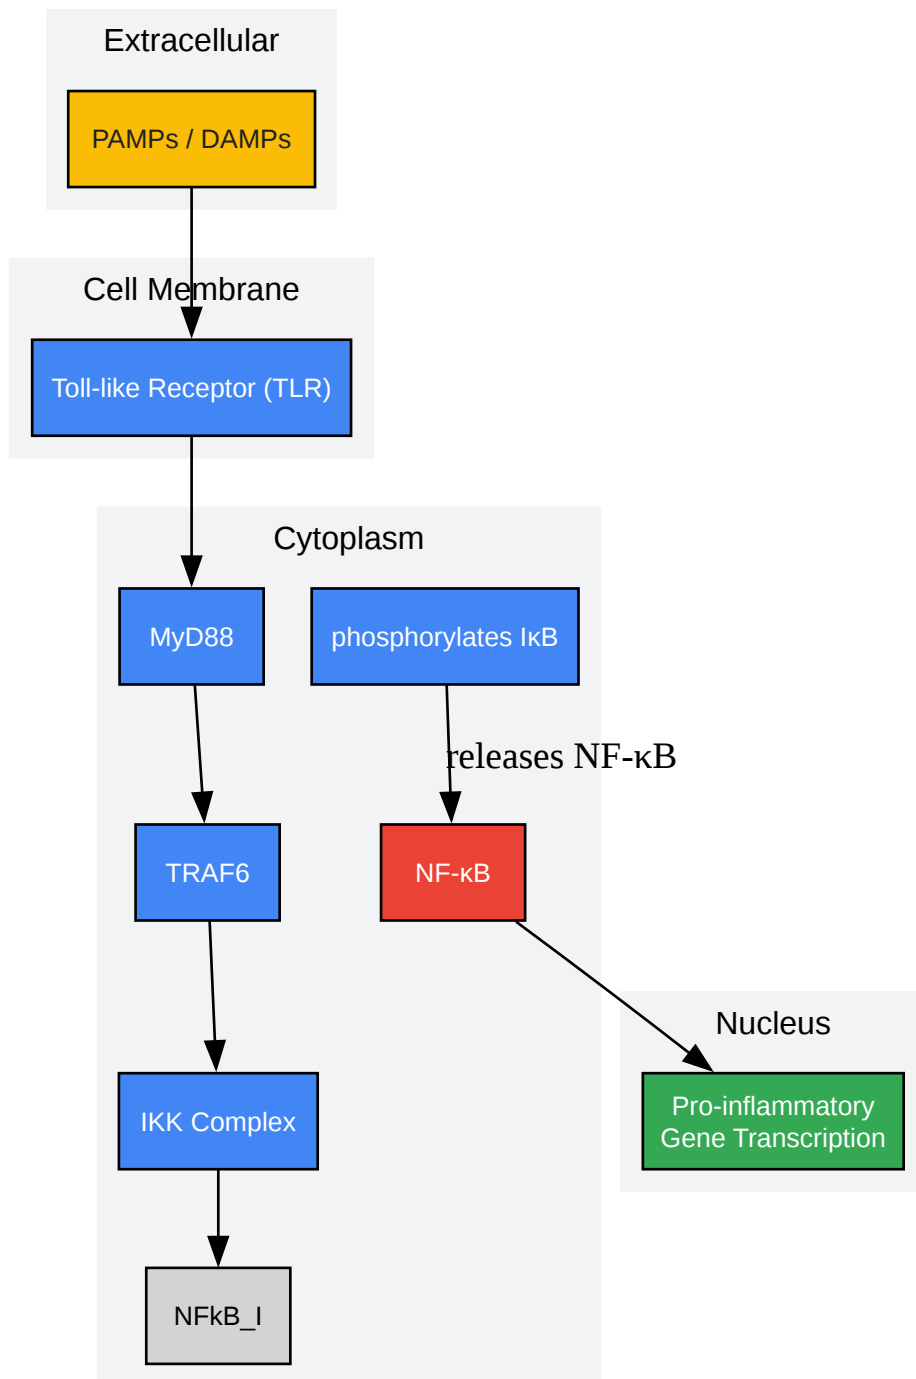 Extracellular
PAMPs / DAMPs
Cell Membrane
Toll-like Receptor (TLR)
Cytoplasm
MyD88
phosphorylates IκB
releases NF-κB
TRAF6
NF-κB
Nucleus
IKK Complex
Pro-inflammatory
Gene Transcription
NFkB_I